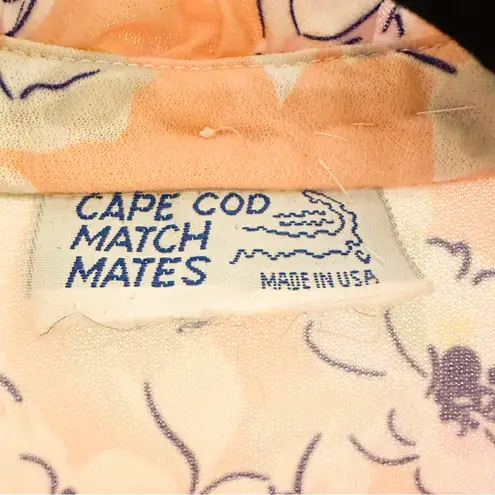 CAPE COD
MATCH
MATES
MADE IN USA